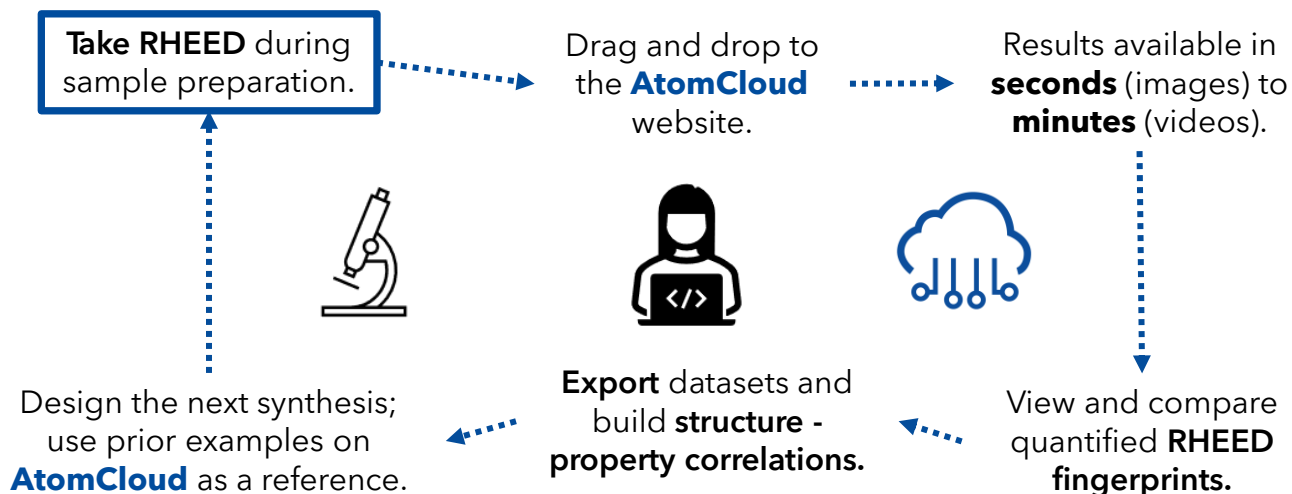 Take RHEED during
sample preparation.
Drag and drop to
the AtomCloud
website.
Results available in
seconds (images) to
minutes (videos).
</>
View and compare
quantified RHEED
fingerprints.
Export datasets and
build structure -
property correlations.
Design the next synthesis;
use prior examples on
AtomCloud as a reference.